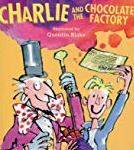 CHARLIE AND THE CHOCOLATE
FACTORY
Illustrated by
Quentin Blake